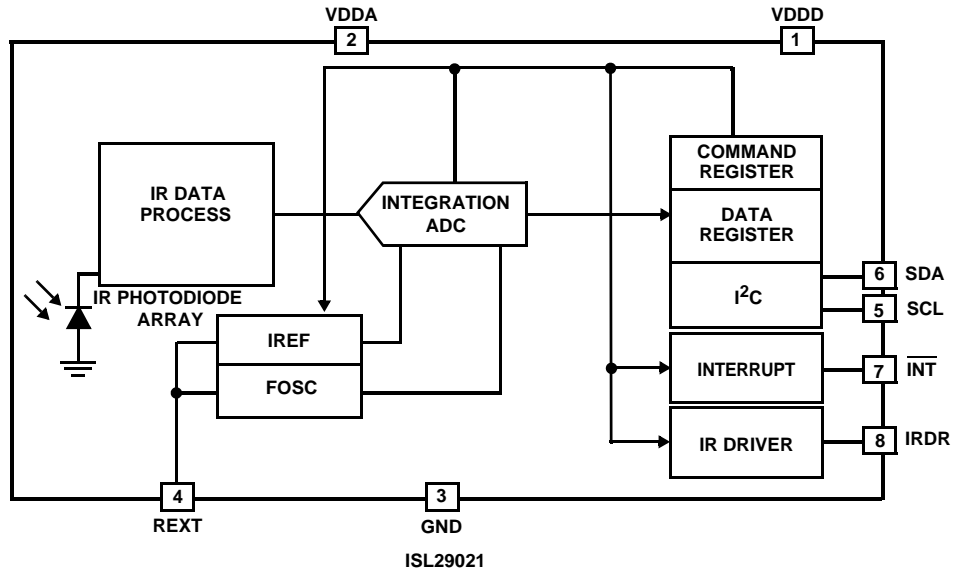 VDDA
VDDD
2
1
COMMAND
REGISTER
IR DATA
PROCESS
INTEGRATION
ADC
DATA
REGISTER
6 SDA
I²C
IR PHOTODIODE
ARRAY
5 SCL
IREF
FOSC
INTERRUPT
7 I̅N̅T̅
IR DRIVER
8 IRDR
4
3
REXT
GND
ISL29021